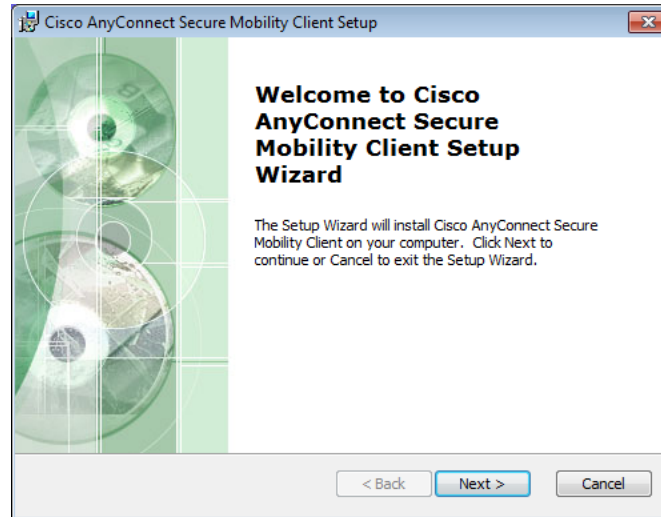 Cisco AnyConnect Secure Mobility Client Setup
Welcome to Cisco
AnyConnect Secure
Mobility Client Setup
Wizard
The Setup Wizard will install Cisco AnyConnect Secure
Mobility Client on your computer. Click Next to
continue or Cancel to exit the Setup Wizard.
< Back
Next >
Cancel